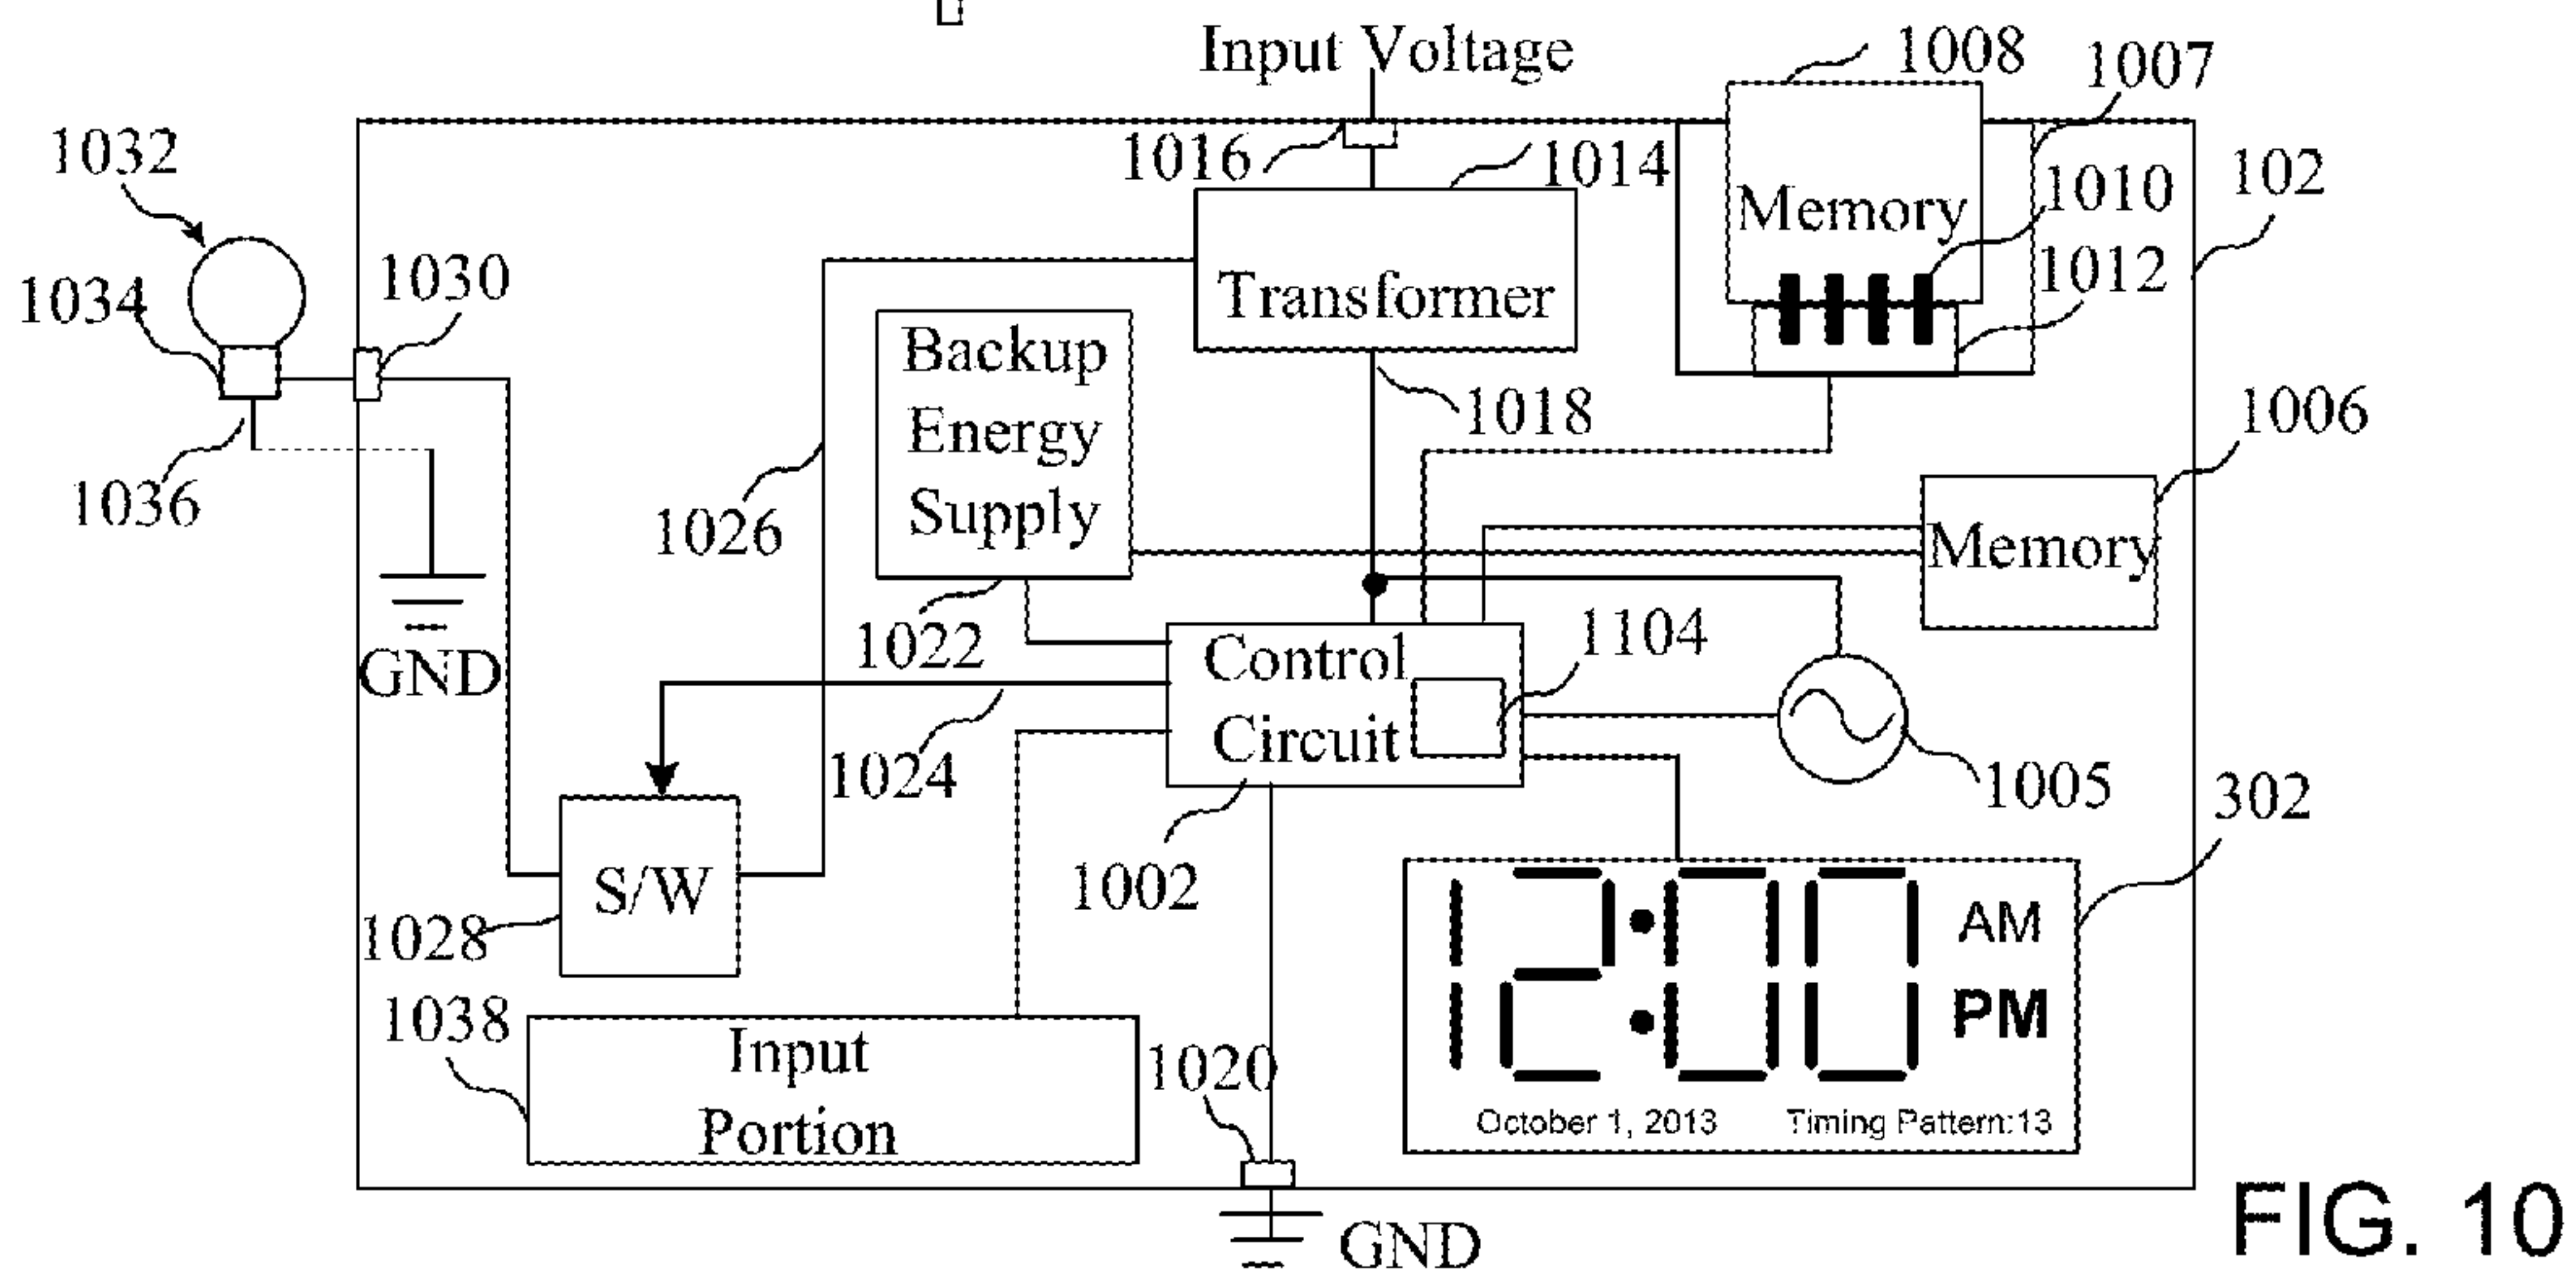 Input Voltage
1008
1007
1032
1016
1014
102
Memory
1010
1030
1012
1034
Transformer
Backup
Energy
Supply
1018
1006
1036
1026
Memory
1022
1104
GND
Control
Circuit
1024
1005
302
1002
S/W
1028
12:00
AM
PM
1038
Input
Portion
1020
October 1, 2013
Timing Pattern:13
GND
FIG. 10